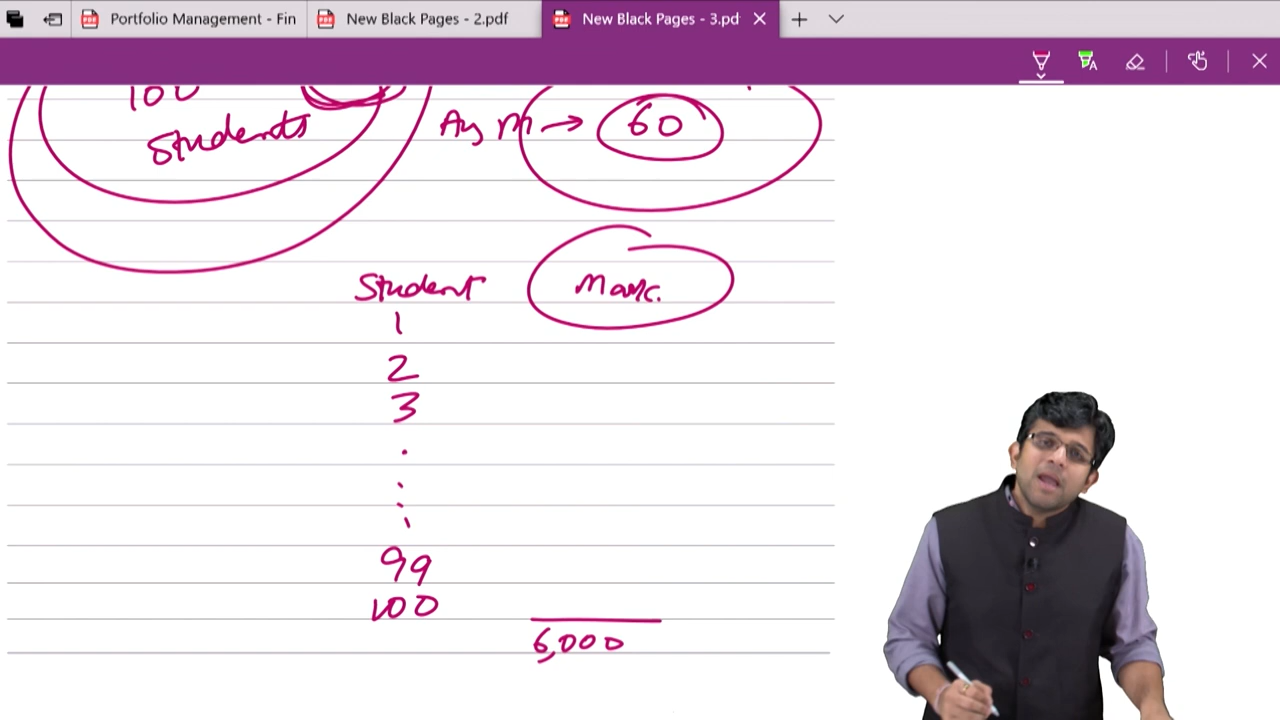 Portfolio Management - Fin
New Black Pages - 2.pdf
New Black Pages - 3.pd
100
Students
Avg M → 60
Student Mark.
1
2
3
99
100
6,000